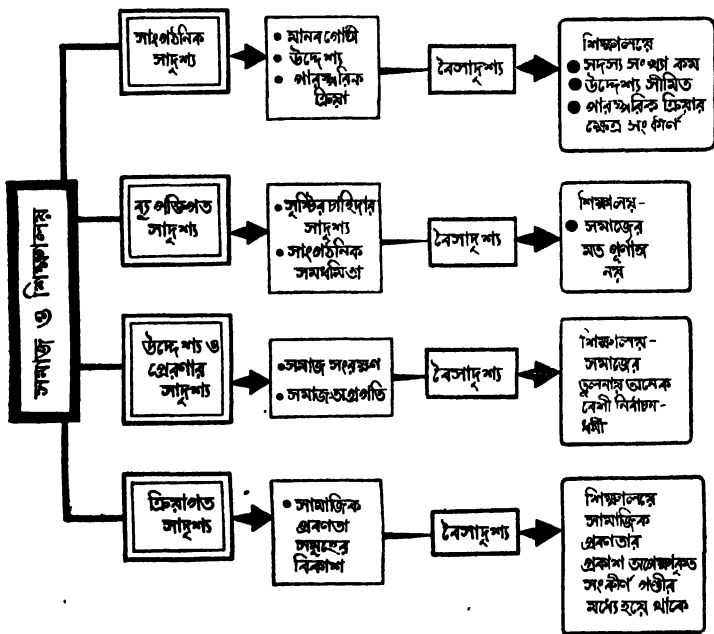 সমাজ ও শিক্ষালয়
সাংগঠনিক
সাদৃশ্য
• মানবগোষ্ঠী
• উদ্দেশ্য
• পারস্পরিক
ক্রিয়া
বৈসাদৃশ্য
শিক্ষালয়ে
● সদস্য সংখ্যা কম
● উদ্দেশ্য সীমিত
● পারস্পরিক ক্রিয়ার
ক্ষেত্র সংকীর্ণ
ব্যুৎপত্তিগত
সাদৃশ্য
• সৃষ্টির চাহিদার
সাদৃশ্য
• সাংগঠনিক
সমধর্মিতা
বৈসাদৃশ্য
শিক্ষালয়-
● সমাজের
মত পূর্ণাঙ্গ
নয়
উদ্দেশ্য ও
প্রেরণার
সাদৃশ্য
• সমাজ সংরক্ষণ
• সমাজ-অগ্রগতি
বৈসাদৃশ্য
শিক্ষালয়-
সমাজের
তুলনায় অনেক
বেশী নির্বাচন-
ধর্মী
ক্রিয়াগত
সাদৃশ্য
• সামাজিক
প্রবণতা
সমূহের
বিকাশ
বৈসাদৃশ্য
শিক্ষালয়ে
সামাজিক
প্রবণতার
প্রকাশ অপেক্ষাকৃত
সংকীর্ণ গণ্ডীর
মধ্যে হয়ে থাকে